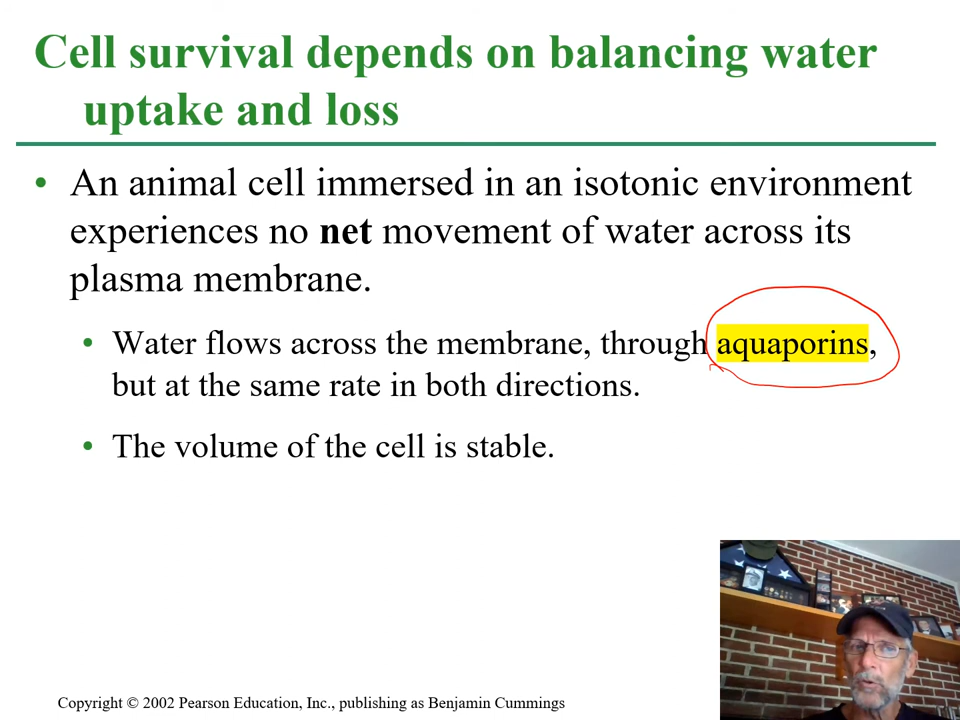 Cell survival depends on balancing water
uptake and loss
• An animal cell immersed in an isotonic environment
experiences no net movement of water across its
plasma membrane.
• Water flows across the membrane, through aquaporins,
but at the same rate in both directions.
• The volume of the cell is stable.
Copyright © 2002 Pearson Education, Inc., publishing as Benjamin Cummings